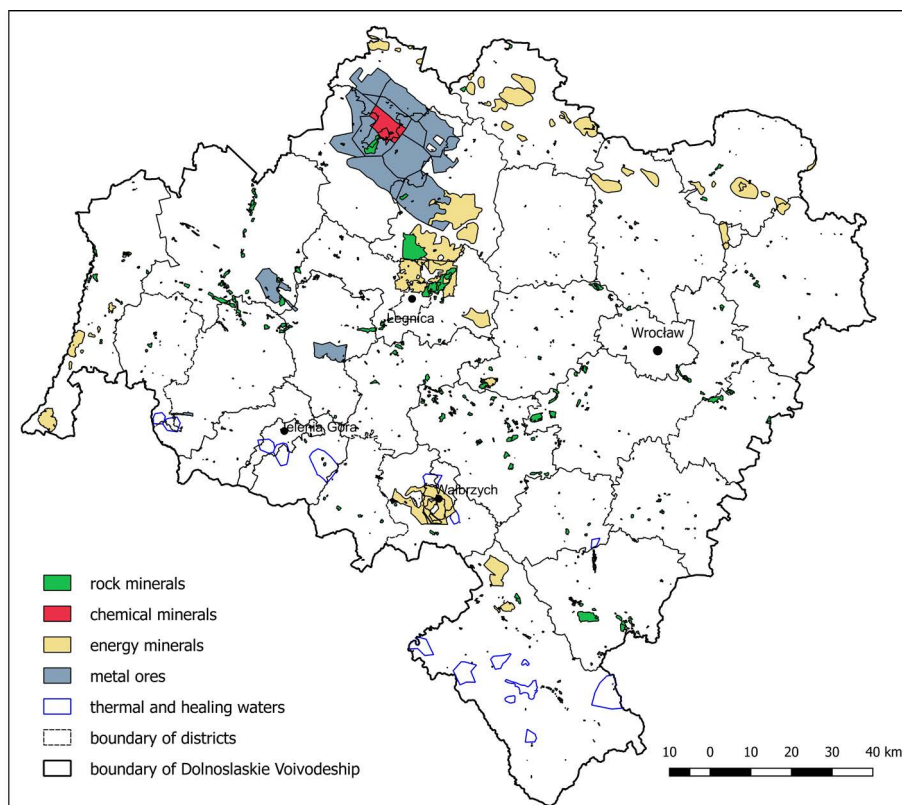 Legnica
Wrocław
Jelenia Góra
Wałbrzych
rock minerals
chemical minerals
energy minerals
metal ores
thermal and healing waters
boundary of districts
boundary of Dolnoslaskie Voivodeship
10 0 10 20 30 40 km